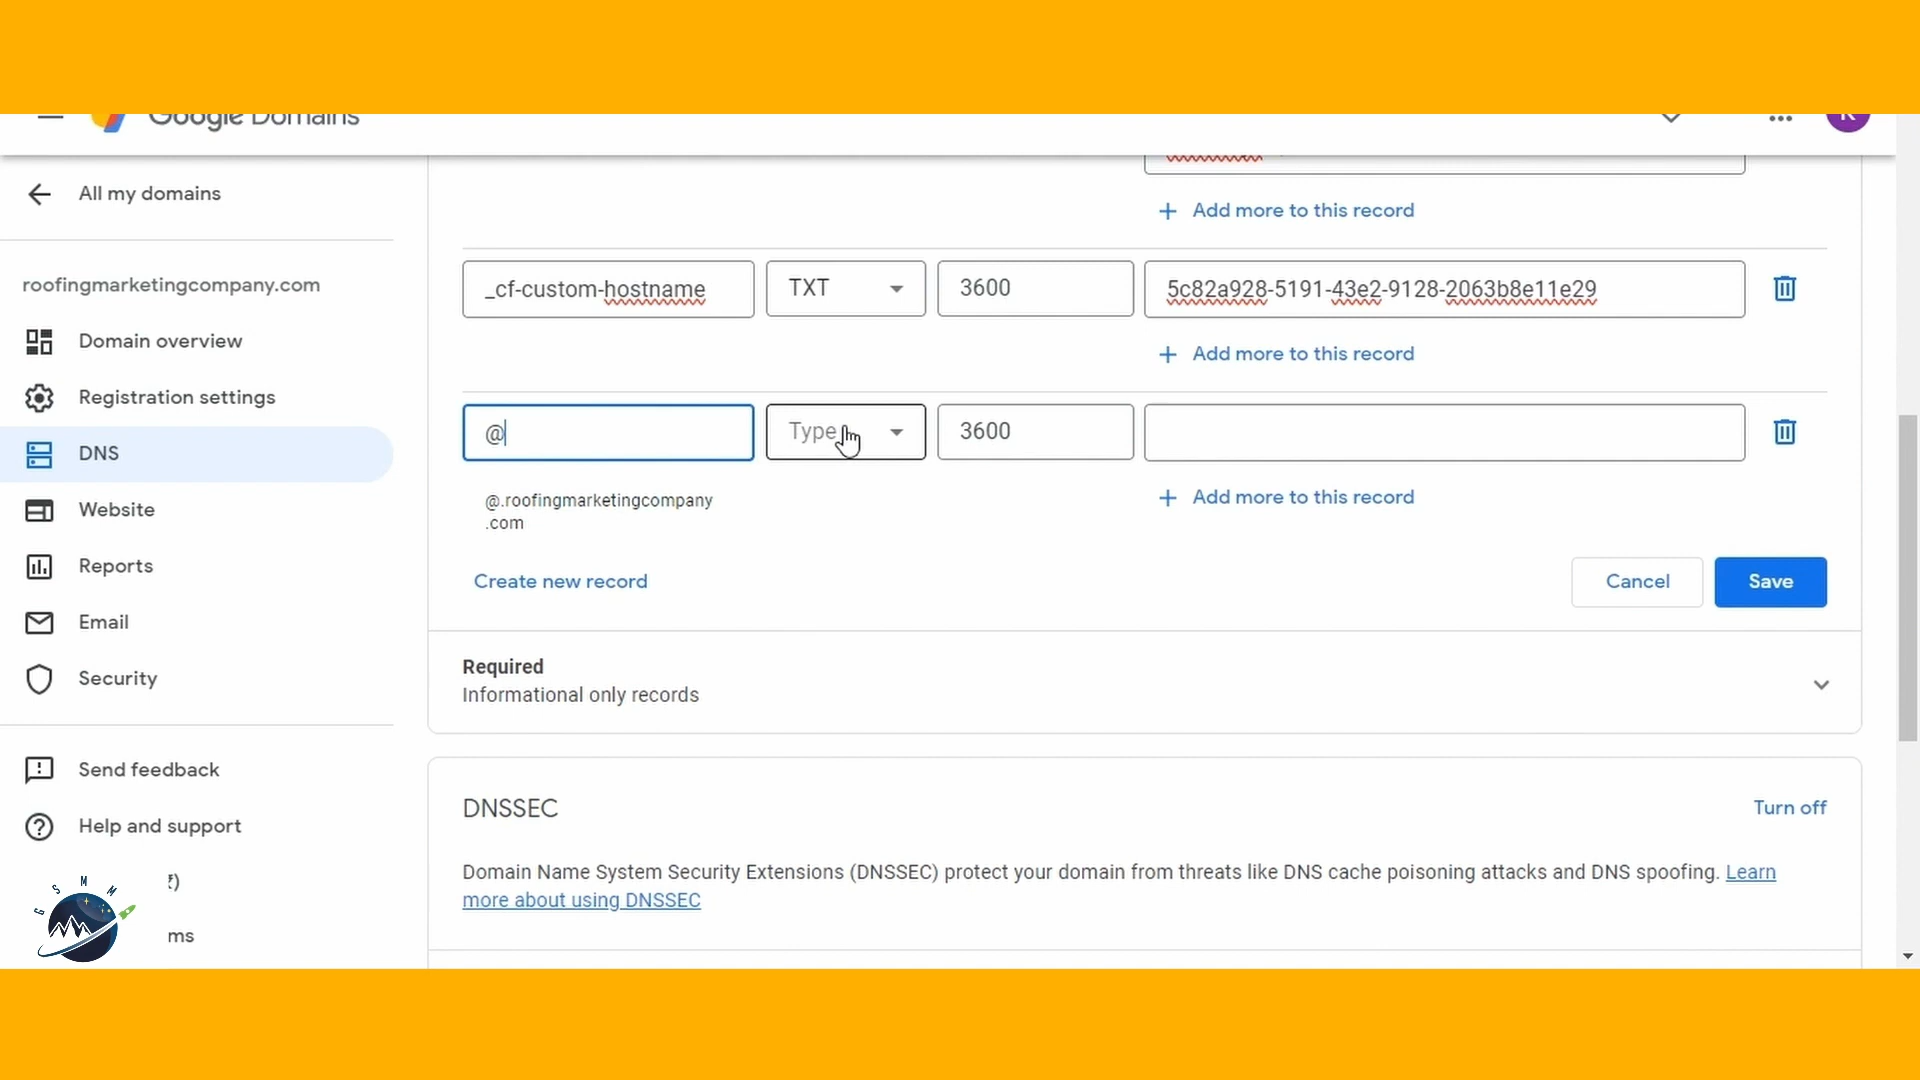 Google Domains
K
All my domains
Add more to this record
roofingmarketingcompany.com
_cf-custom-hostname
TXT
3600
5c82a928-5191-43e2-9128-2063b8e11e29
Domain overview
Add more to this record
Registration settings
@
Type
3600
DNS
@.roofingmarketingcompany
.com
Add more to this record
Website
Reports
Create new record
Cancel
Save
Email
Required
Informational only records
Security
Send feedback
DNSSEC
Turn off
Help and support
Domain Name System Security Extensions (DNSSEC) protect your domain from threats like DNS cache poisoning attacks and DNS spoofing. Learn
more about using DNSSEC
GSMM
₹)
ms